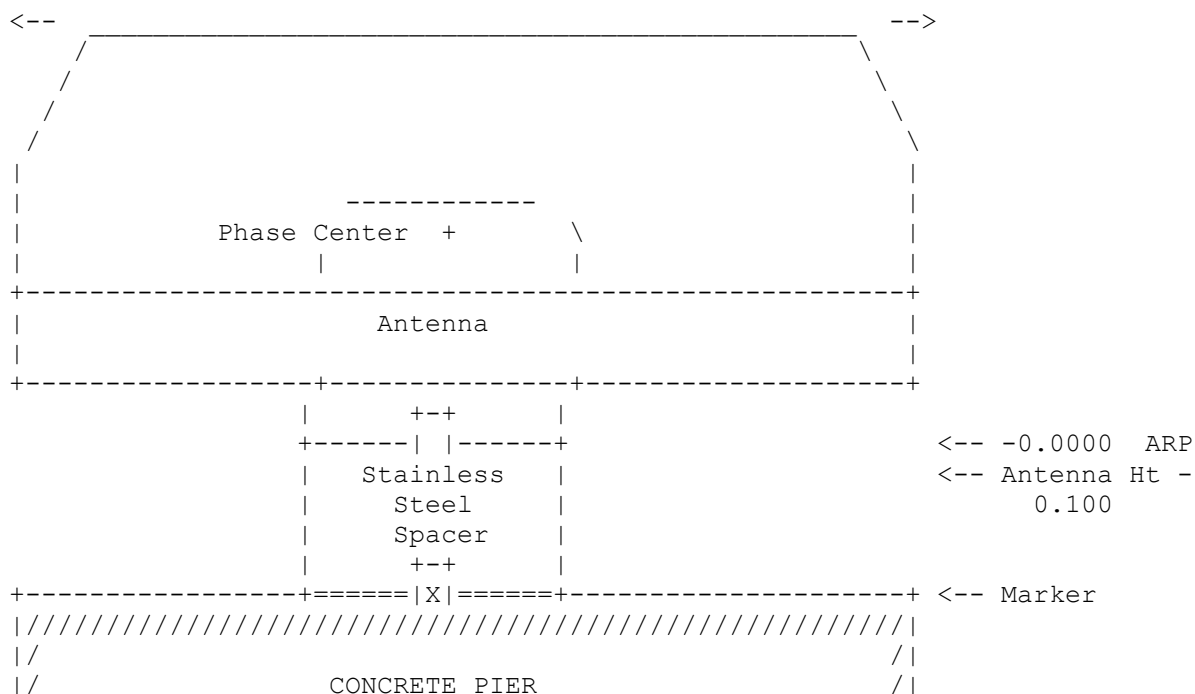 <-- -->
Phase Center +
Antenna
+-+
<-- -0.0000 ARP
Stainless <-- Antenna Ht -
Steel 0.100
Spacer
+-+
|X| <-- Marker
CONCRETE PIER